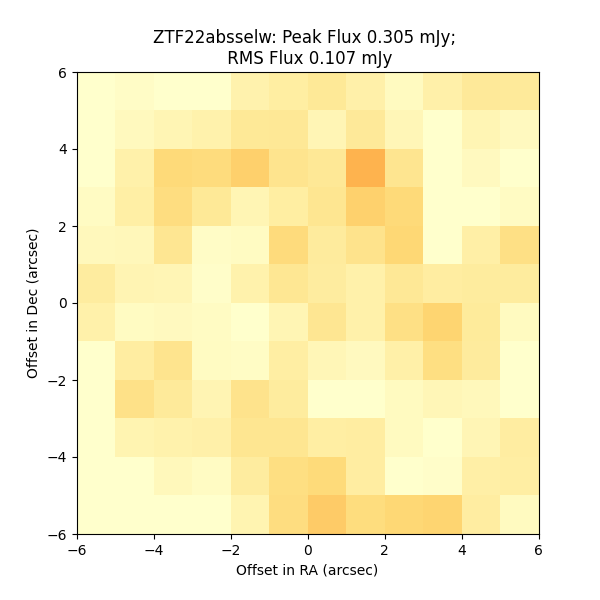 ZTF22absselw: Peak Flux 0.305 mJy;
RMS Flux 0.107 mJy
6
4
2
0
−2
−4
−6
Offset in Dec (arcsec)
−6 −4 −2 0 2 4 6
Offset in RA (arcsec)